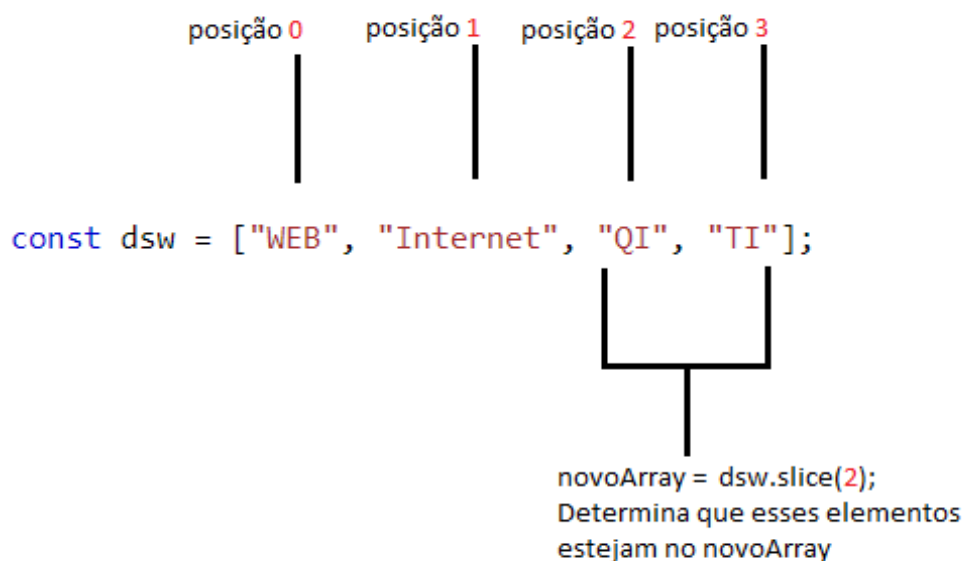 posição 0 posição 1 posição 2 posição 3
const dsw = ["WEB", "Internet", "QI", "TI"];
novoArray = dsw.slice(2);
Determina que esses elementos
estejam no novoArray